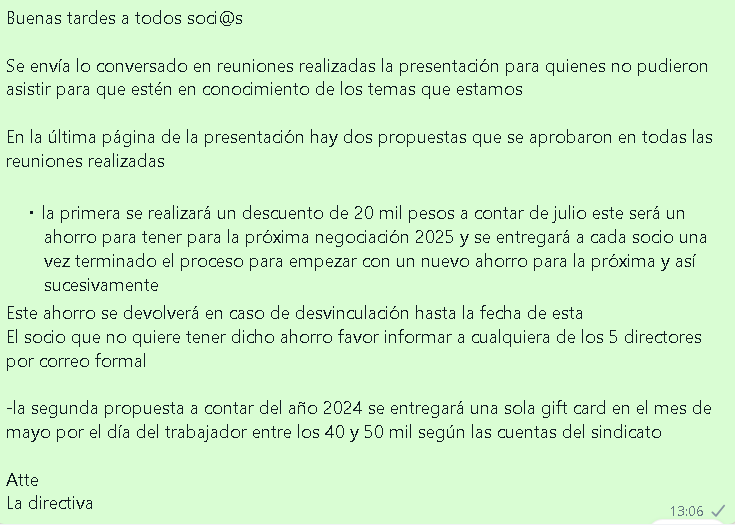 Buenas tardes a todos soci@s
Se envía lo conversado en reuniones realizadas la presentación para quienes no pudieron
asistir para que estén en conocimiento de los temas que estamos
En la última página de la presentación hay dos propuestas que se aprobaron en todas las
reuniones realizadas
• la primera se realizará un descuento de 20 mil pesos a contar de julio este será un
ahorro para tener para la próxima negociación 2025 y se entregará a cada socio una
vez terminado el proceso para empezar con un nuevo ahorro para la próxima y así
sucesivamente
Este ahorro se devolverá en caso de desvinculación hasta la fecha de esta
El socio que no quiere tener dicho ahorro favor informar a cualquiera de los 5 directores
por correo formal
-la segunda propuesta a contar del año 2024 se entregará una sola gift card en el mes de
mayo por el día del trabajador entre los 40 y 50 mil según las cuentas del sindicato
Atte
La directiva
13:06